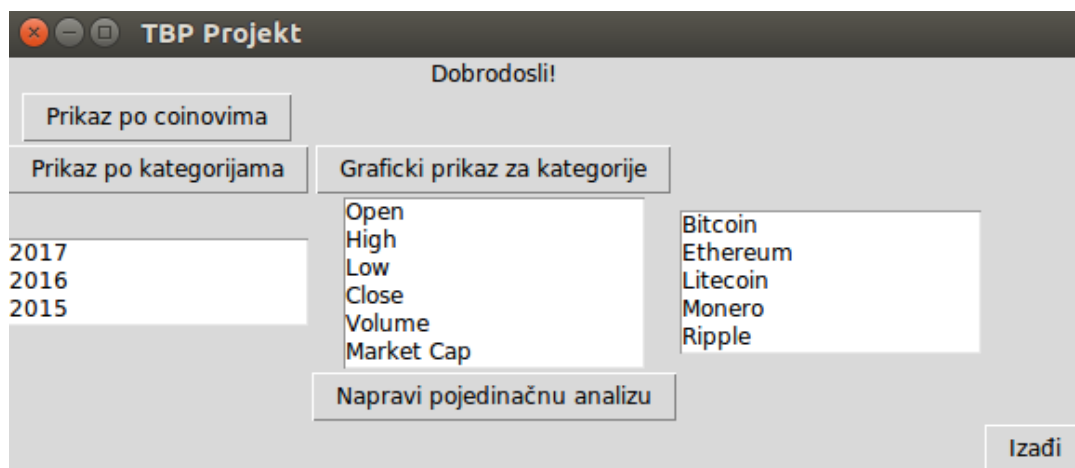 TBP Projekt
Dobrodosli!
Prikaz po coinovima
Prikaz po kategorijama
Graficki prikaz za kategorije
2017
2016
2015
Open
High
Low
Close
Volume
Market Cap
Bitcoin
Ethereum
Litecoin
Monero
Ripple
Napravi pojedinačnu analizu
Izađi